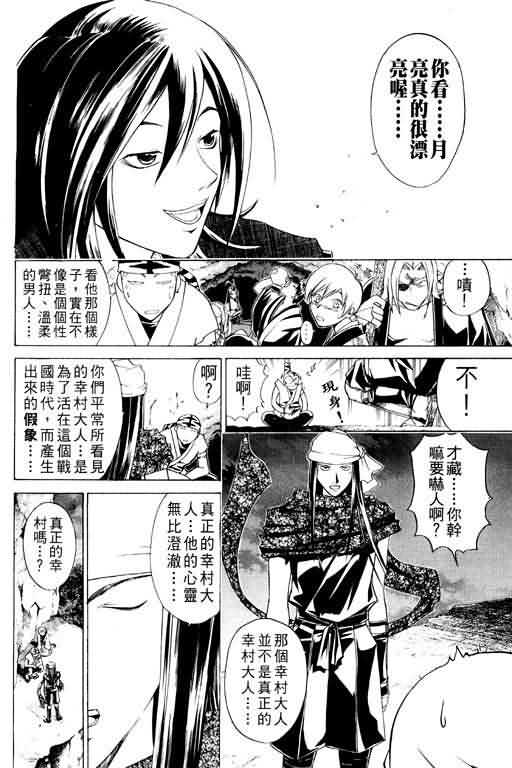 你看……月
亮真的很漂
亮喔……
…嘖！
看他那個樣
子，實在不
像是個個性
彆扭、溫柔
的男人……
不！
現身！
哇啊！
啊？
你們平常所看見
的幸村大人…是
為了活在這個戰
國時代，而產生
出來的假象……
才藏……你幹
嘛要嚇人啊？
那個幸村大人
並不是真正的
幸村大人……
真正的幸村大
人…他的心靈
無比澄澈……
真正的幸
村嗎…？